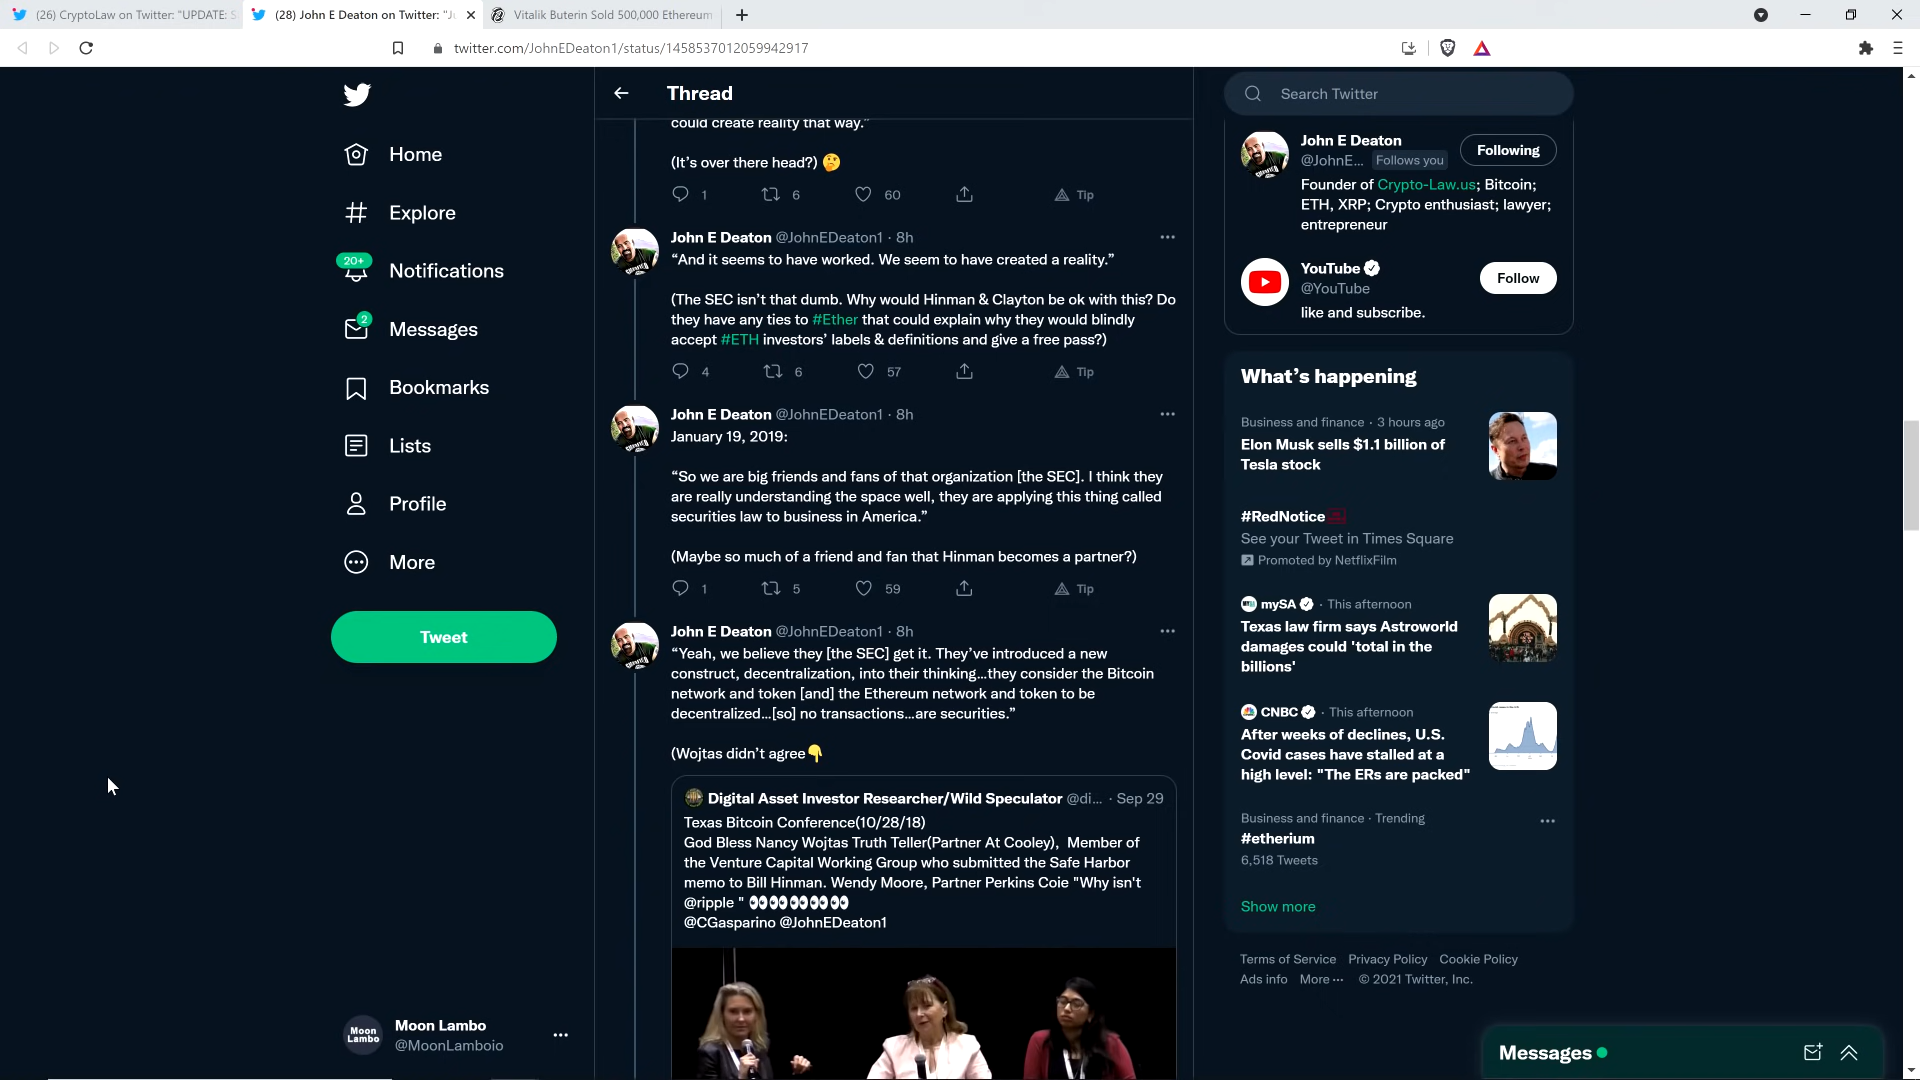 (26) CryptoLaw on Twitter: "UPDATE: S
(28) John E Deaton on Twitter: "Ju
Vitalik Buterin Sold 500,000 Ethereum
twitter.com/JohnEDeaton1/status/1458537012059942917
Home
Explore
20+
Notifications
2
Messages
Bookmarks
Lists
Profile
More
Tweet
Moon Lambo
Moon Lambo
@MoonLamboio
Thread
could create reality that way.”
(It’s over there head?) 🤔
1 6 60 Tip
John E Deaton @JohnEDeaton1 · 8h
“And it seems to have worked. We seem to have created a reality.”
(The SEC isn’t that dumb. Why would Hinman & Clayton be ok with this? Do
they have any ties to #Ether that could explain why they would blindly
accept #ETH investors’ labels & definitions and give a free pass?)
4 6 57 Tip
John E Deaton @JohnEDeaton1 · 8h
January 19, 2019:
“So we are big friends and fans of that organization [the SEC]. I think they
are really understanding the space well, they are applying this thing called
securities law to business in America.”
(Maybe so much of a friend and fan that Hinman becomes a partner?)
1 5 59 Tip
John E Deaton @JohnEDeaton1 · 8h
“Yeah, we believe they [the SEC] get it. They’ve introduced a new
construct, decentralization, into their thinking...they consider the Bitcoin
network and token [and] the Ethereum network and token to be
decentralized...[so] no transactions...are securities.”
(Wojtas didn’t agree👇
Digital Asset Investor Researcher/Wild Speculator @di... · Sep 29
Texas Bitcoin Conference(10/28/18)
God Bless Nancy Wojtas Truth Teller(Partner At Cooley),  Member of
the Venture Capital Working Group who submitted the Safe Harbor
memo to Bill Hinman. Wendy Moore, Partner Perkins Coie "Why isn't
@ripple " 👀👀👀👀👀
@CGasparino @JohnEDeaton1
Search Twitter
John E Deaton
@JohnE... Follows you
Following
Founder of Crypto-Law.us; Bitcoin;
ETH, XRP; Crypto enthusiast; lawyer;
entrepreneur
YouTube
@YouTube
Follow
like and subscribe.
What’s happening
Business and finance · 3 hours ago
Elon Musk sells $1.1 billion of
Tesla stock
#RedNotice
See your Tweet in Times Square
Promoted by NetflixFilm
mySA · This afternoon
Texas law firm says Astroworld
damages could 'total in the
billions'
CNBC · This afternoon
After weeks of declines, U.S.
Covid cases have stalled at a
high level: "The ERs are packed"
Business and finance · Trending
#etherium
6,518 Tweets
Show more
Terms of Service Privacy Policy Cookie Policy
Ads info More ··· © 2021 Twitter, Inc.
Messages